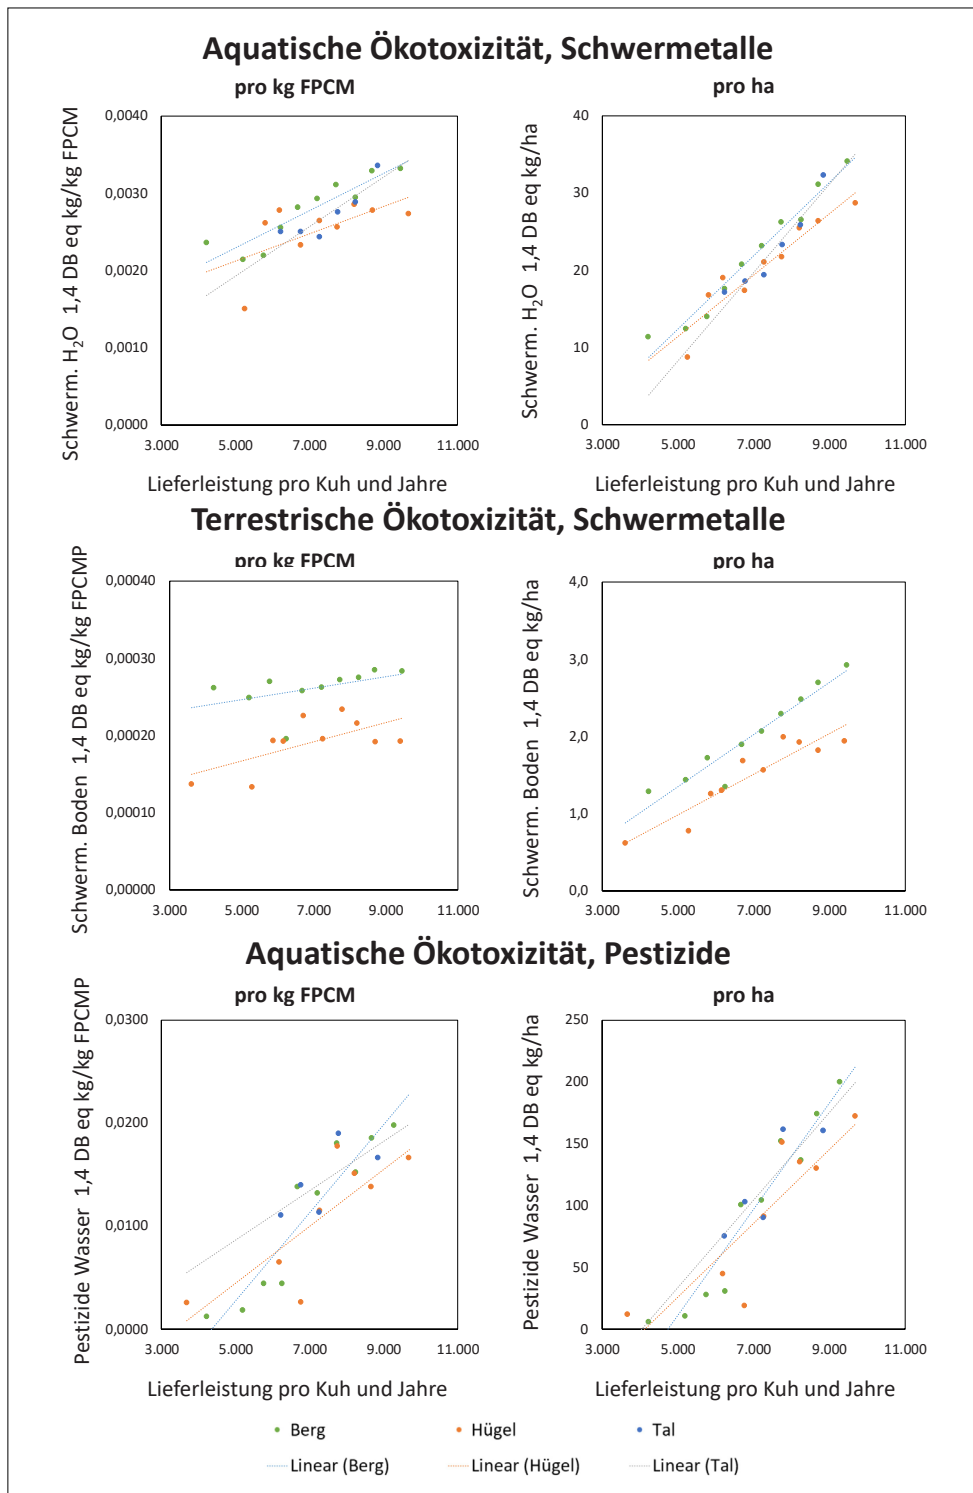 Aquatische Ökotoxizität, Schwermetalle
pro kg FPCM
pro ha
Schwerm. H₂O 1,4 DB eq kg/kg FPCM
0,0040
0,0030
0,0020
0,0010
0,0000
3.000 5.000 7.000 9.000 11.000
Schwerm. H₂O 1,4 DB eq kg/ha
40
30
20
10
0
3.000 5.000 7.000 9.000 11.000
Lieferleistung pro Kuh und Jahre
Lieferleistung pro Kuh und Jahre
Terrestrische Ökotoxizität, Schwermetalle
pro kg FPCM
pro ha
Schwerm. Boden 1,4 DB eq kg/kg FPCMP
0,00040
0,00030
0,00020
0,00010
0,00000
3.000 5.000 7.000 9.000 11.000
Schwerm. Boden 1,4 DB eq kg/ha
4,0
3,0
2,0
1,0
0,0
3.000 5.000 7.000 9.000 11.000
Aquatische Ökotoxizität, Pestizide
pro kg FPCM
pro ha
Pestizide Wasser 1,4 DB eq kg/kg FPCMP
0,0300
0,0200
0,0100
0,0000
3.000 5.000 7.000 9.000 11.000
Pestizide Wasser 1,4 DB eq kg/ha
250
200
150
100
50
0
3.000 5.000 7.000 9.000 11.000
Lieferleistung pro Kuh und Jahre
Lieferleistung pro Kuh und Jahre
Berg Hügel Tal
Linear (Berg) Linear (Hügel) Linear (Tal)